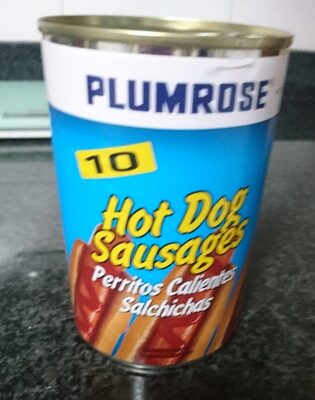 PLUMROSE
10
Hot Dog
Sausages
Perritos Calientes
Salchichas